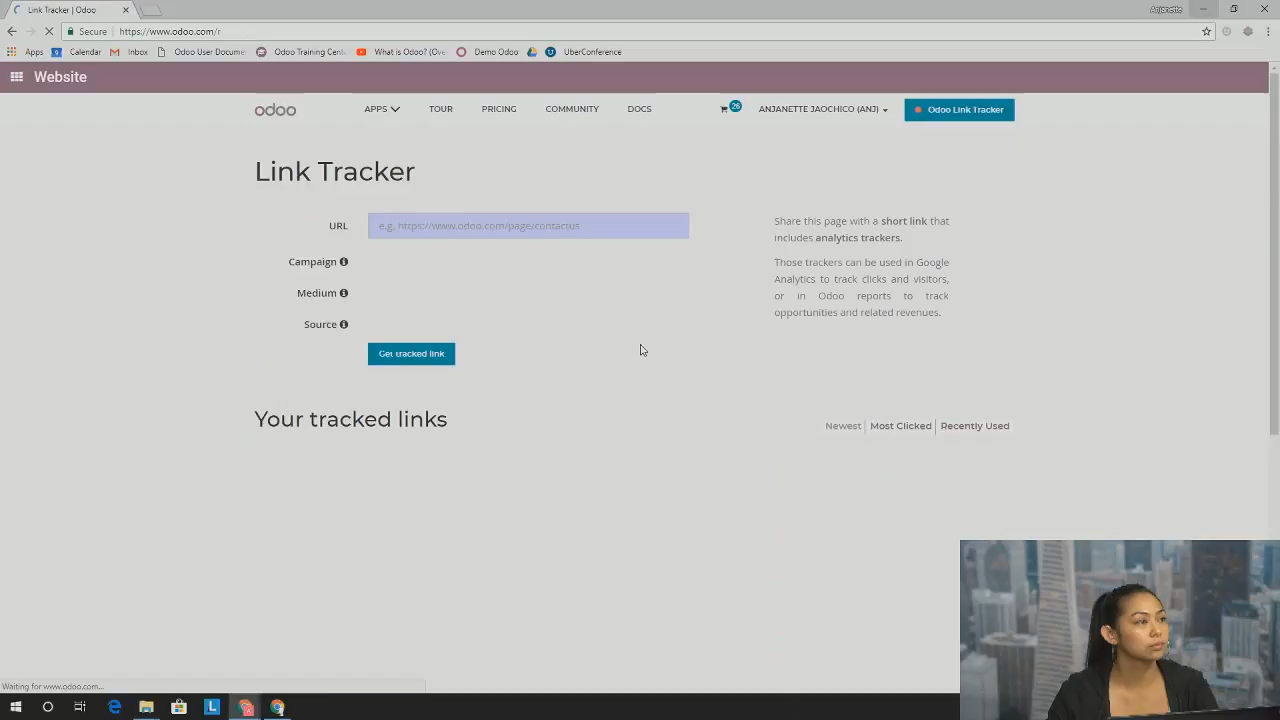 Link Tracker | Odoo
Anjanette
Secure
https://www.odoo.com/r
Apps
Calendar
Inbox
Odoo User Docume
Odoo Training Cente
What is Odoo? (Ove
Demo Odoo
UberConference
Website
odoo
APPS
TOUR
PRICING
COMMUNITY
DOCS
26
ANJANETTE JAOCHICO (ANJ)
Odoo Link Tracker
Link Tracker
URL
e.g. https://www.odoo.com/page/contactus
Campaign
Medium
Source
Get tracked link
Share this page with a short link that
includes analytics trackers.
Those trackers can be used in Google
Analytics to track clicks and visitors,
or in Odoo reports to track
opportunities and related revenues.
Your tracked links
Newest | Most Clicked | Recently Used
Waiting for www.odoo.com...